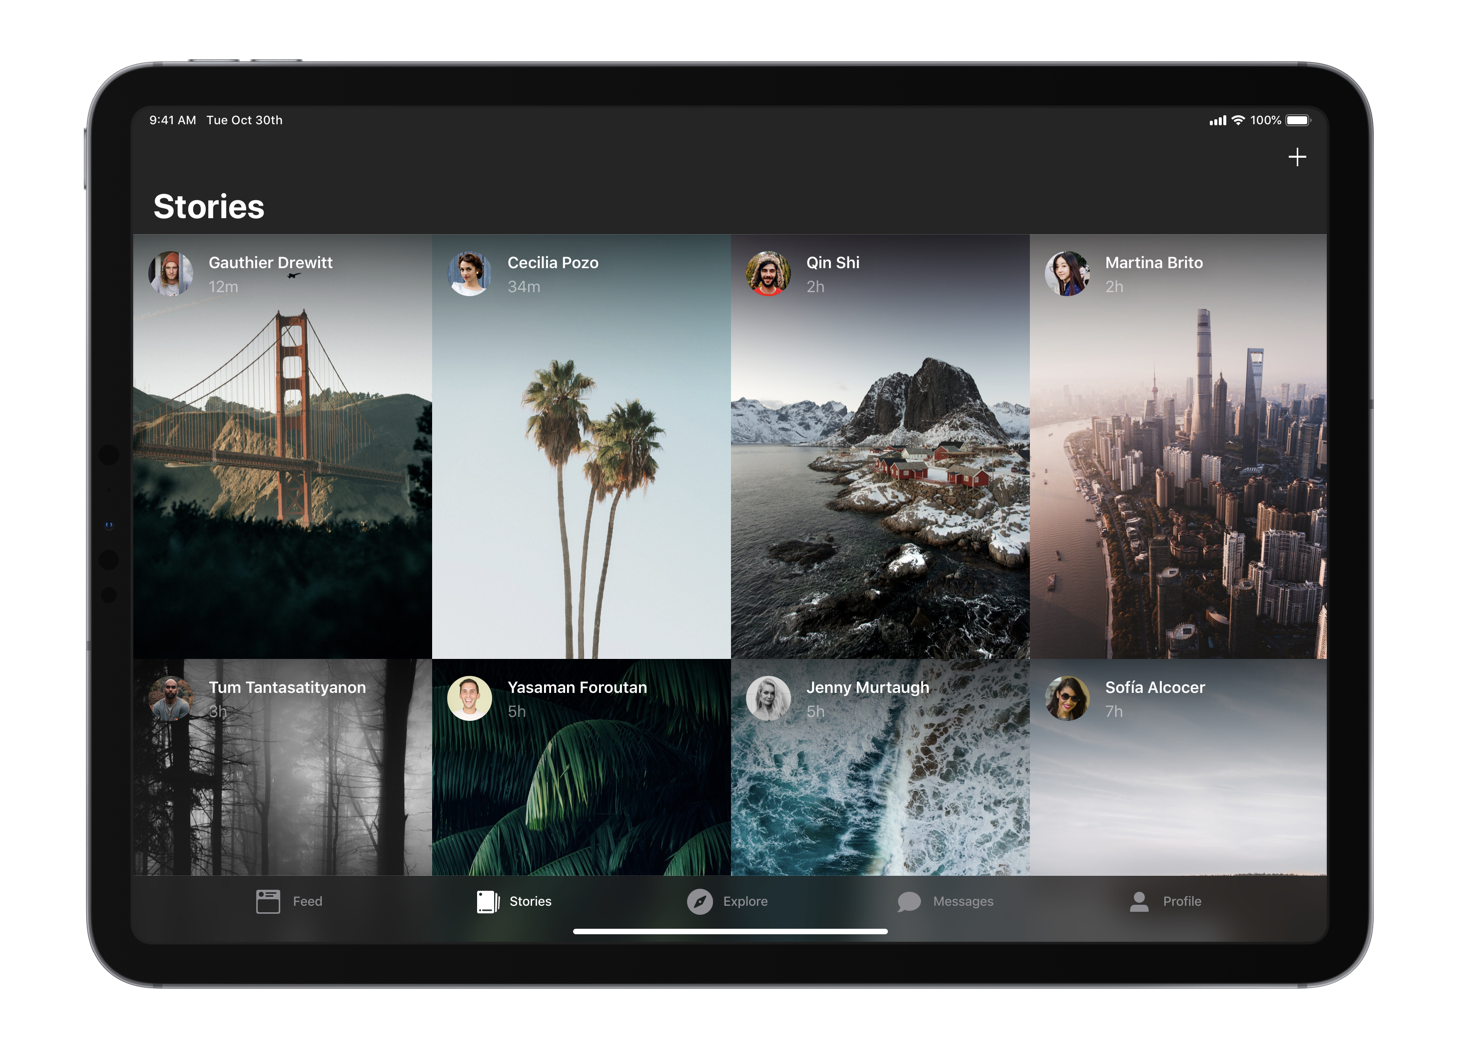 9:41 AM Tue Oct 30th 100%
Stories
Gauthier Drewitt
12m
Cecilia Pozo
34m
Qin Shi
2h
Martina Brito
2h
Tum Tantasatityanon
3h
Yasaman Foroutan
5h
Jenny Murtaugh
5h
Sofía Alcocer
7h
Feed
Stories
Explore
Messages
Profile